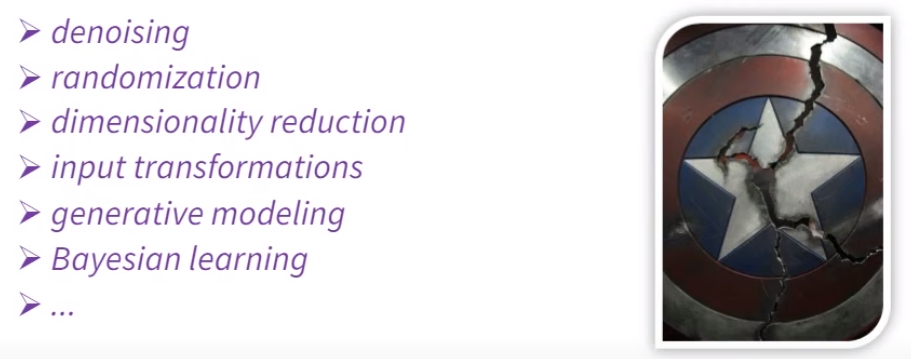 ➢ denoising
➢ randomization
➢ dimensionality reduction
➢ input transformations
➢ generative modeling
➢ Bayesian learning
➢ ...